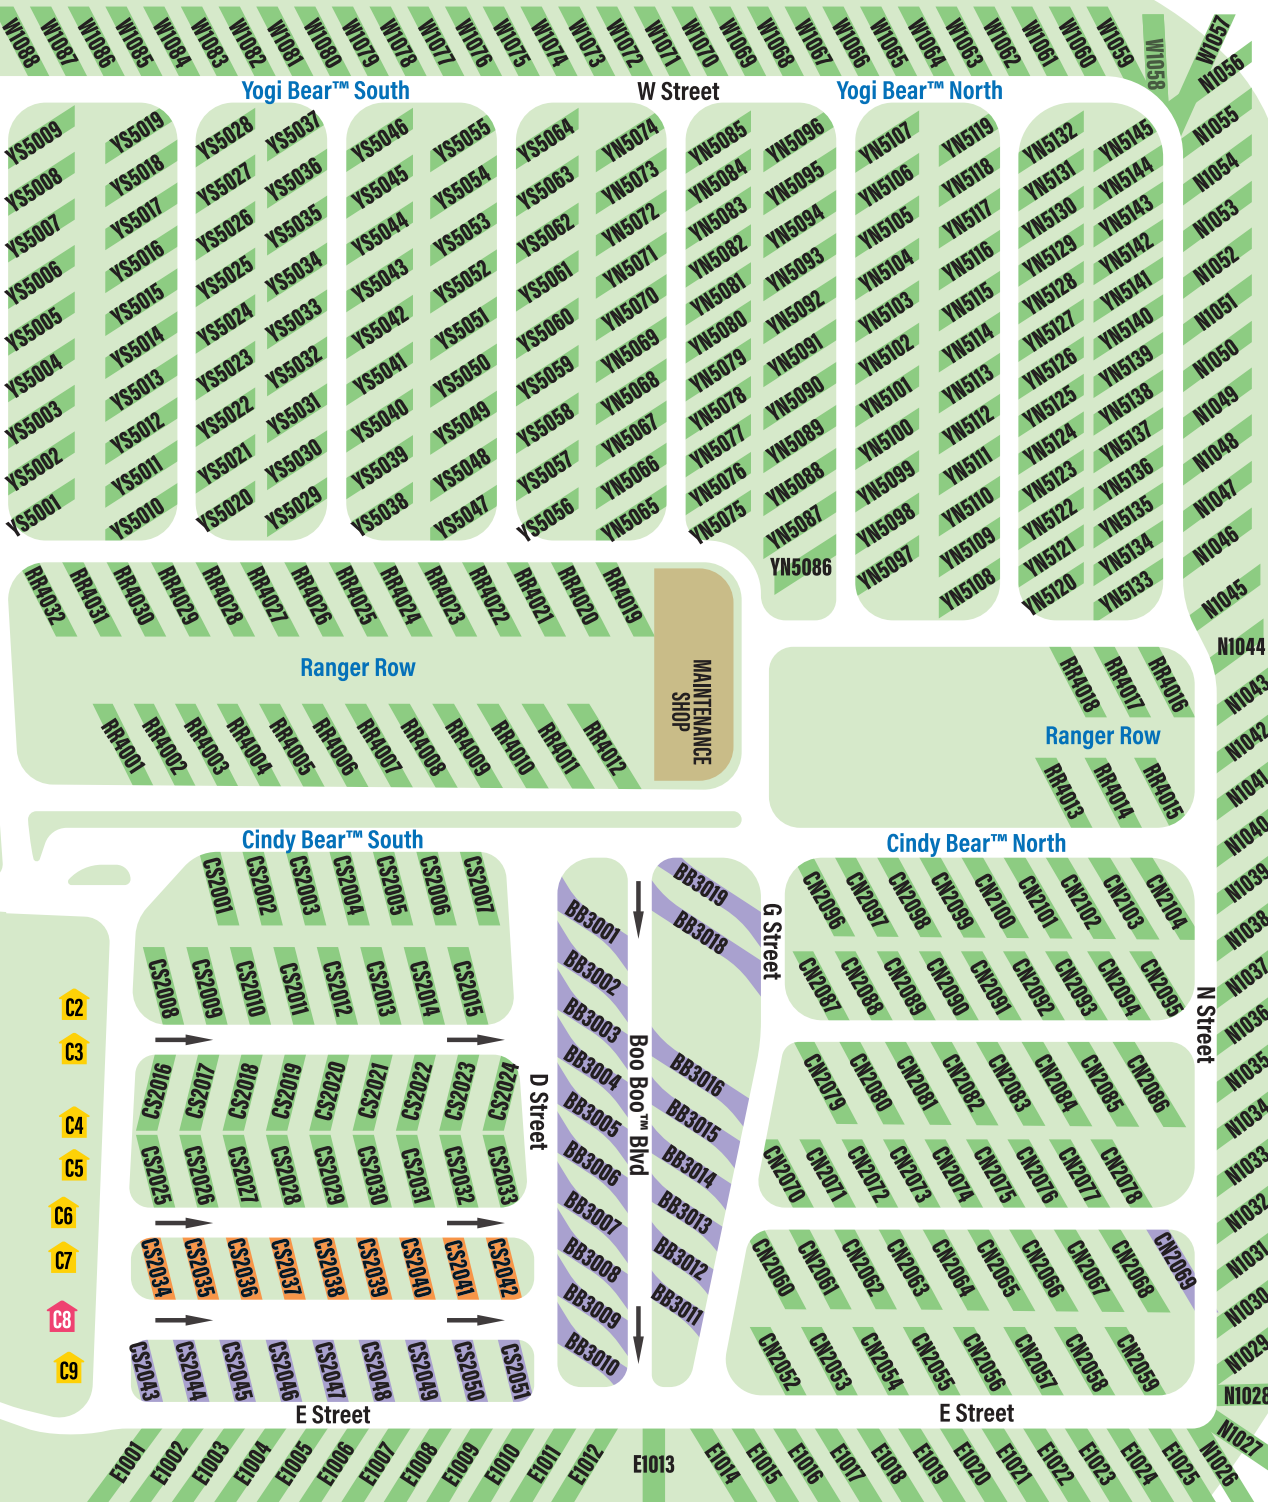 W1088
W1087
W1086
W1085
W1084
W1083
W1082
W1081
W1080
W1079
W1078
W1077
W1076
W1075
W1074
W1073
W1072
W1071
W1070
W1069
W1068
W1067
W1066
W1065
W1064
W1063
W1062
W1061
W1060
W1059
W1058
W1057
N1056
N1055
N1054
N1053
N1052
N1051
N1050
N1049
N1048
N1047
N1046
N1045
N1044
N1043
N1042
N1041
N1040
N1039
N1038
N1037
N1036
N1035
N1034
N1033
N1032
N1031
N1030
N1029
N1028
N1027
N1026
Yogi Bear™ South
W Street
Yogi Bear™ North
YS5009
YS5008
YS5007
YS5006
YS5005
YS5004
YS5003
YS5002
YS5001
YS5019
YS5018
YS5017
YS5016
YS5015
YS5014
YS5013
YS5012
YS5011
YS5010
YS5028
YS5027
YS5026
YS5025
YS5024
YS5023
YS5022
YS5021
YS5020
YS5037
YS5036
YS5035
YS5034
YS5033
YS5032
YS5031
YS5030
YS5029
YS5046
YS5045
YS5044
YS5043
YS5042
YS5041
YS5040
YS5039
YS5038
YS5055
YS5054
YS5053
YS5052
YS5051
YS5050
YS5049
YS5048
YS5047
YS5064
YS5063
YS5062
YS5061
YS5060
YS5059
YS5058
YS5057
YS5056
YN5074
YN5073
YN5072
YN5071
YN5070
YN5069
YN5068
YN5067
YN5066
YN5065
YN5085
YN5084
YN5083
YN5082
YN5081
YN5080
YN5079
YN5078
YN5077
YN5076
YN5075
YN5096
YN5095
YN5094
YN5093
YN5092
YN5091
YN5090
YN5089
YN5088
YN5087
YN5086
YN5107
YN5106
YN5105
YN5104
YN5103
YN5102
YN5101
YN5100
YN5099
YN5098
YN5097
YN5119
YN5118
YN5117
YN5116
YN5115
YN5114
YN5113
YN5112
YN5111
YN5110
YN5109
YN5108
YN5132
YN5131
YN5130
YN5129
YN5128
YN5127
YN5126
YN5125
YN5124
YN5123
YN5122
YN5121
YN5120
YN5145
YN5144
YN5143
YN5142
YN5141
YN5140
YN5139
YN5138
YN5137
YN5136
YN5135
YN5134
YN5133
RR4032
RR4031
RR4030
RR4029
RR4028
RR4027
RR4026
RR4025
RR4024
RR4023
RR4022
RR4021
RR4020
RR4019
Ranger Row
RR4001
RR4002
RR4003
RR4004
RR4005
RR4006
RR4007
RR4008
RR4009
RR4010
RR4011
RR4012
MAINTENANCE
SHOP
RR4018
RR4017
RR4016
Ranger Row
RR4013
RR4014
RR4015
Cindy Bear™ South
Cindy Bear™ North
CS2001
CS2002
CS2003
CS2004
CS2005
CS2006
CS2007
CS2008
CS2009
CS2010
CS2011
CS2012
CS2013
CS2014
CS2015
CS2016
CS2017
CS2018
CS2019
CS2020
CS2021
CS2022
CS2023
CS2024
CS2025
CS2026
CS2027
CS2028
CS2029
CS2030
CS2031
CS2032
CS2033
CS2034
CS2035
CS2036
CS2037
CS2038
CS2039
CS2040
CS2041
CS2042
CS2043
CS2044
CS2045
CS2046
CS2047
CS2048
CS2049
CS2050
CS2051
C2
C3
C4
C5
C6
C7
C8
C9
D Street
BB3001
BB3002
BB3003
BB3004
BB3005
BB3006
BB3007
BB3008
BB3009
BB3010
Boo Boo™ Blvd
BB3019
BB3018
BB3016
BB3015
BB3014
BB3013
BB3012
BB3011
G Street
CN2096
CN2097
CN2098
CN2099
CN2100
CN2101
CN2102
CN2103
CN2104
CN2087
CN2088
CN2089
CN2090
CN2091
CN2092
CN2093
CN2094
CN2095
N Street
CN2079
CN2080
CN2081
CN2082
CN2083
CN2084
CN2085
CN2086
CN2070
CN2071
CN2072
CN2073
CN2074
CN2075
CN2076
CN2077
CN2078
CN2060
CN2061
CN2062
CN2063
CN2064
CN2065
CN2066
CN2067
CN2068
CN2069
CN2052
CN2053
CN2054
CN2055
CN2056
CN2057
CN2058
CN2059
E Street
E Street
E1001
E1002
E1003
E1004
E1005
E1006
E1007
E1008
E1009
E1010
E1011
E1012
E1013
E1014
E1015
E1016
E1017
E1018
E1019
E1020
E1021
E1022
E1023
E1024
E1025